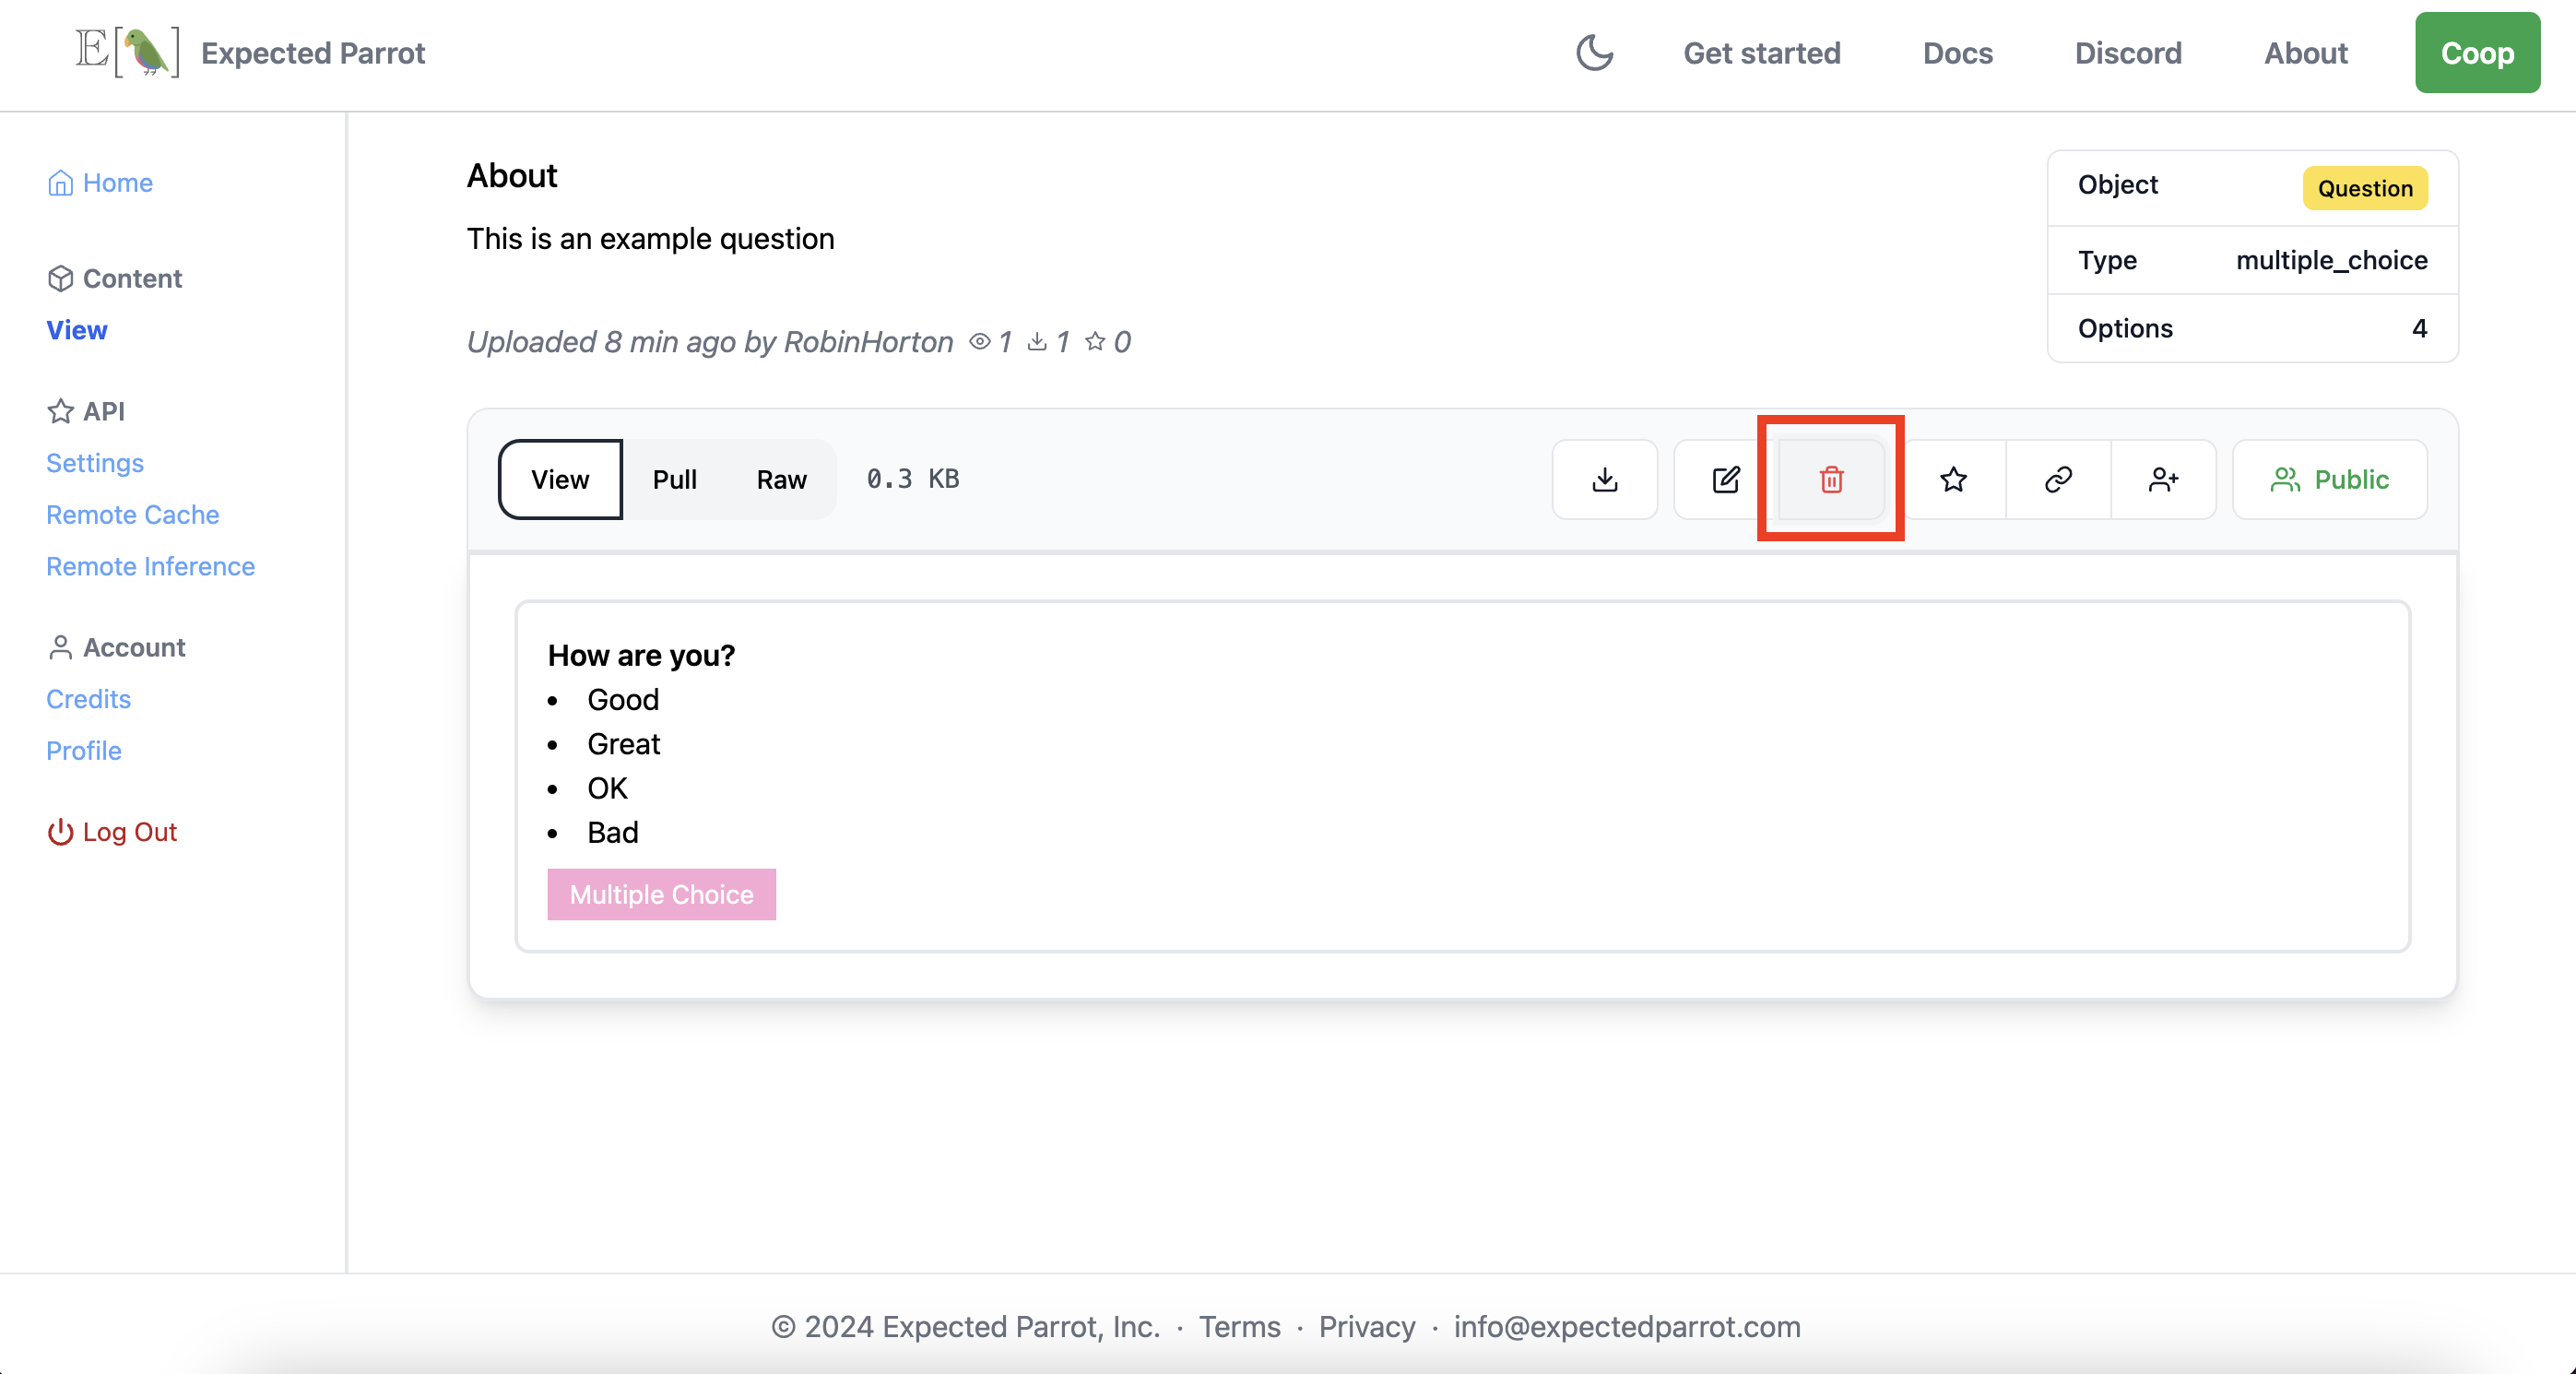 E[ ] Expected Parrot
Get started
Docs
Discord
About
Coop
Home
Content
View
API
Settings
Remote Cache
Remote Inference
Account
Credits
Profile
Log Out
About
This is an example question
Uploaded 8 min ago by RobinHorton 1 1 0
Object Question
Type multiple_choice
Options 4
View Pull Raw 0.3 KB
Public
How are you?
• Good
• Great
• OK
• Bad
Multiple Choice
© 2024 Expected Parrot, Inc. · Terms · Privacy · info@expectedparrot.com